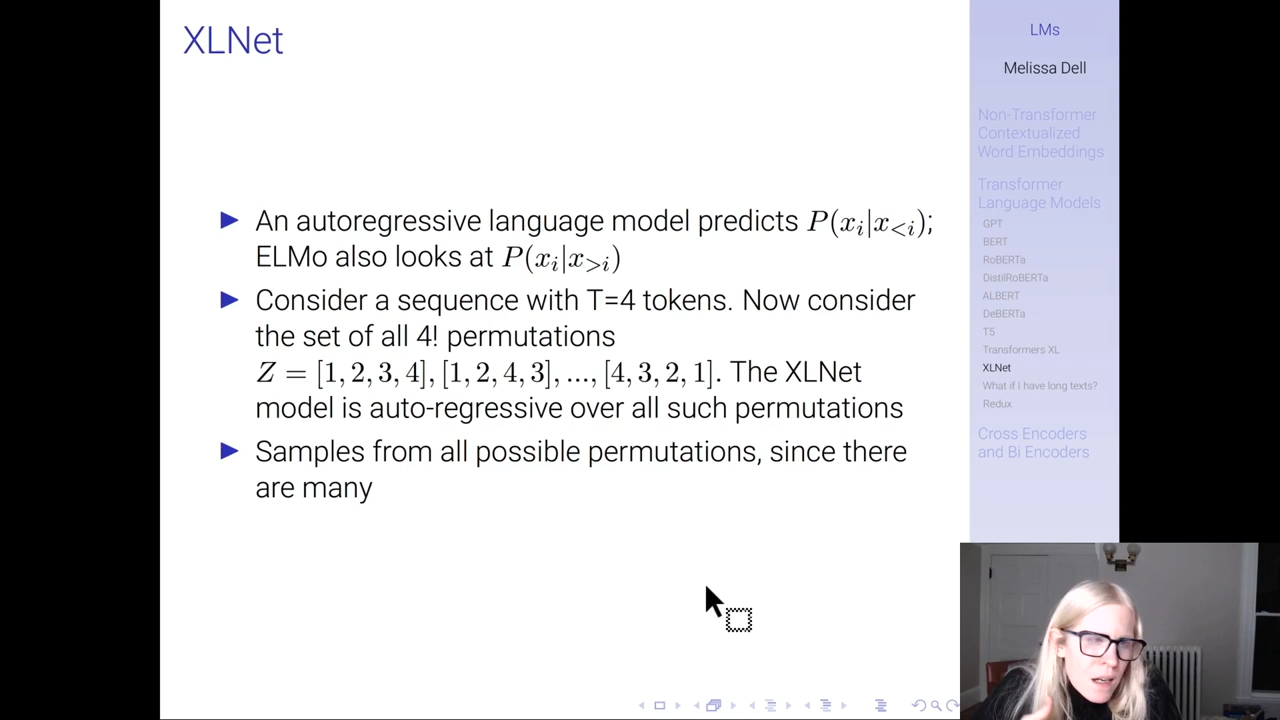 XLNet
▶ An autoregressive language model predicts P(x_i|x_{<i});
ELMo also looks at P(x_i|x_{>i})
▶ Consider a sequence with T=4 tokens. Now consider
the set of all 4! permutations
Z = [1, 2, 3, 4], [1, 2, 4, 3], ..., [4, 3, 2, 1]. The XLNet
model is auto-regressive over all such permutations
▶ Samples from all possible permutations, since there
are many
LMs
Melissa Dell
Non-Transformer
Contextualized
Word Embeddings
Transformer
Language Models
GPT
BERT
RoBERTa
DistilRoBERTa
ALBERT
DeBERTa
T5
Transformers XL
XLNet
What if I have long texts?
Redux
Cross Encoders
and Bi Encoders